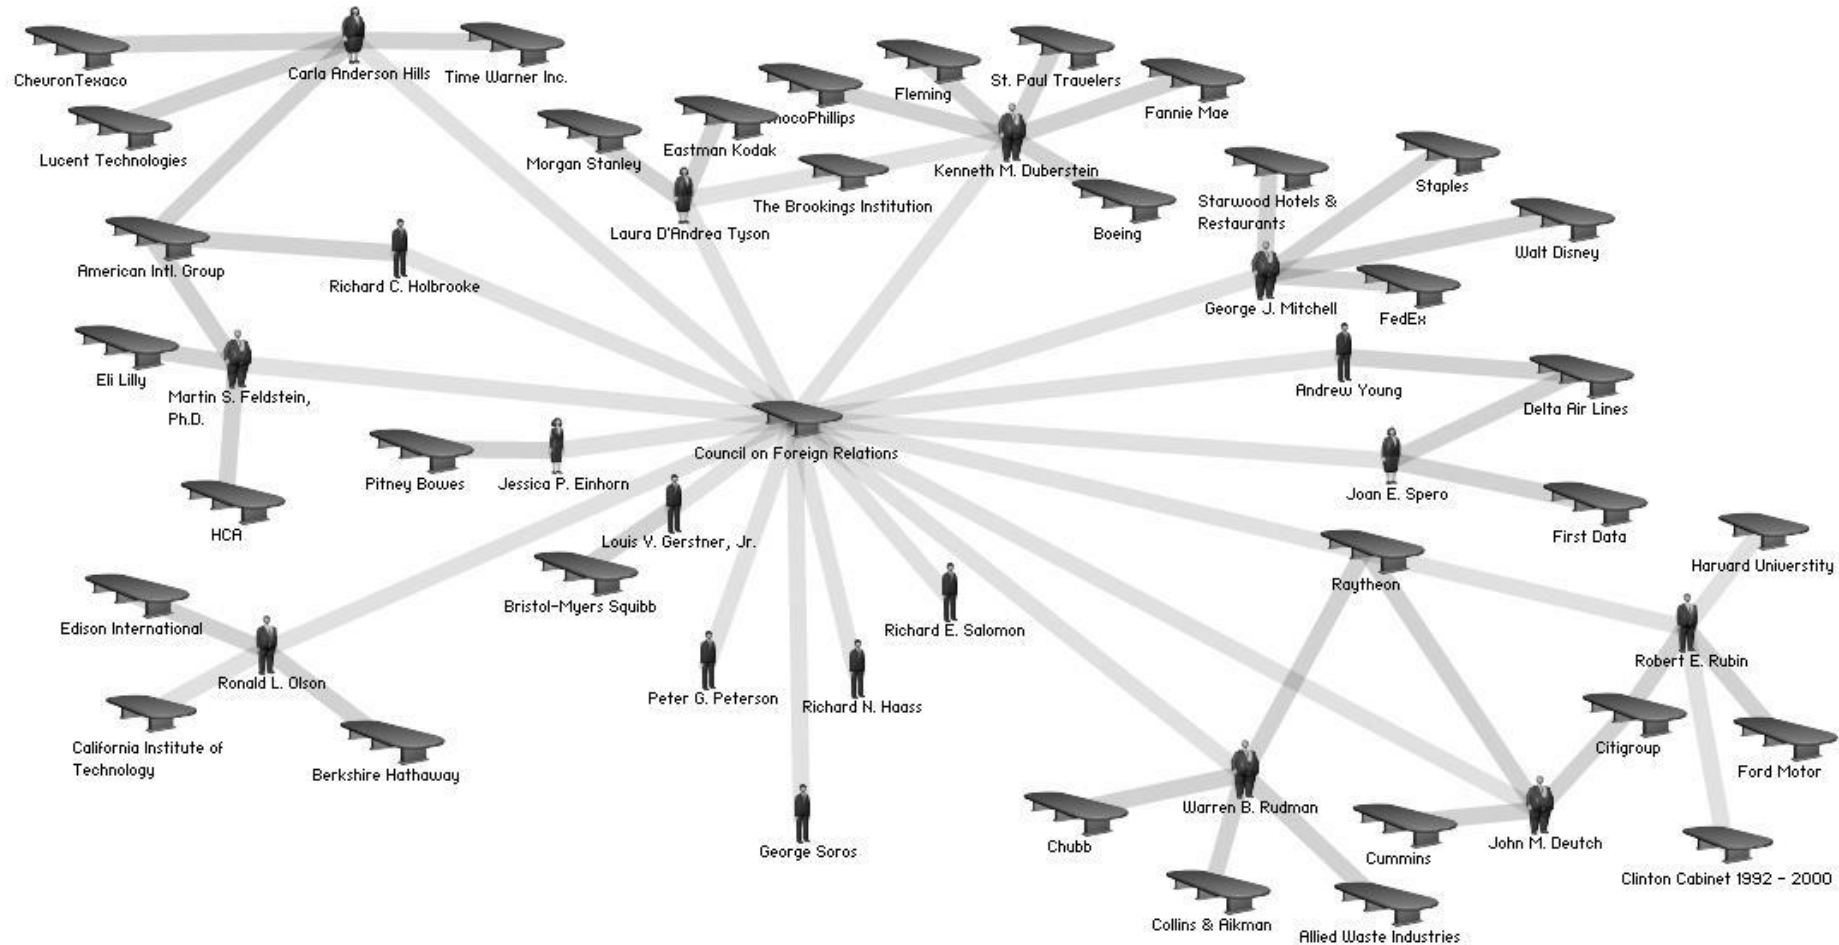 ChevronTexaco
Carla Anderson Hills
Time Warner Inc.
Lucent Technologies
Morgan Stanley
Eastman Kodak
nocoPhillips
Fleming
St. Paul Travelers
Fannie Mae
Kenneth M. Duberstein
The Brookings Institution
Laura D'Andrea Tyson
Boeing
Starwood Hotels &
Restaurants
Staples
Walt Disney
George J. Mitchell
FedEx
American Intl. Group
Richard C. Holbrooke
Eli Lilly
Martin S. Feldstein,
Ph.D.
Andrew Young
Delta Air Lines
Council on Foreign Relations
Pitney Bowes
Jessica P. Einhorn
Joan E. Spero
HCA
Louis V. Gerstner, Jr.
First Data
Raytheon
Harvard Universtity
Bristol-Myers Squibb
Edison International
Richard E. Salomon
Ronald L. Olson
Peter G. Peterson
Richard N. Haass
Robert E. Rubin
California Institute of
Technology
Berkshire Hathaway
Citigroup
Ford Motor
Warren B. Rudman
George Soros
Chubb
Cummins
John M. Deutch
Clinton Cabinet 1992 - 2000
Collins & Aikman
Allied Waste Industries